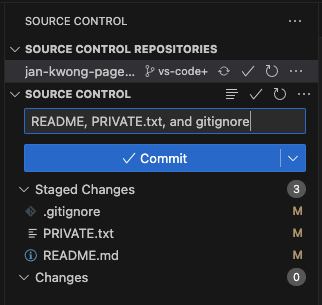 SOURCE CONTROL
SOURCE CONTROL REPOSITORIES
jan-kwong-page... vs-code+
SOURCE CONTROL
README, PRIVATE.txt, and gitignore
Commit
Staged Changes 3
.gitignore M
PRIVATE.txt M
README.md M
Changes 0